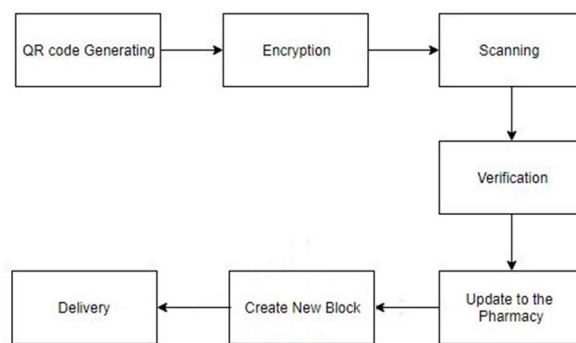 QR code Generating
Encryption
Scanning
Verification
Update to the
Pharmacy
Create New Block
Delivery